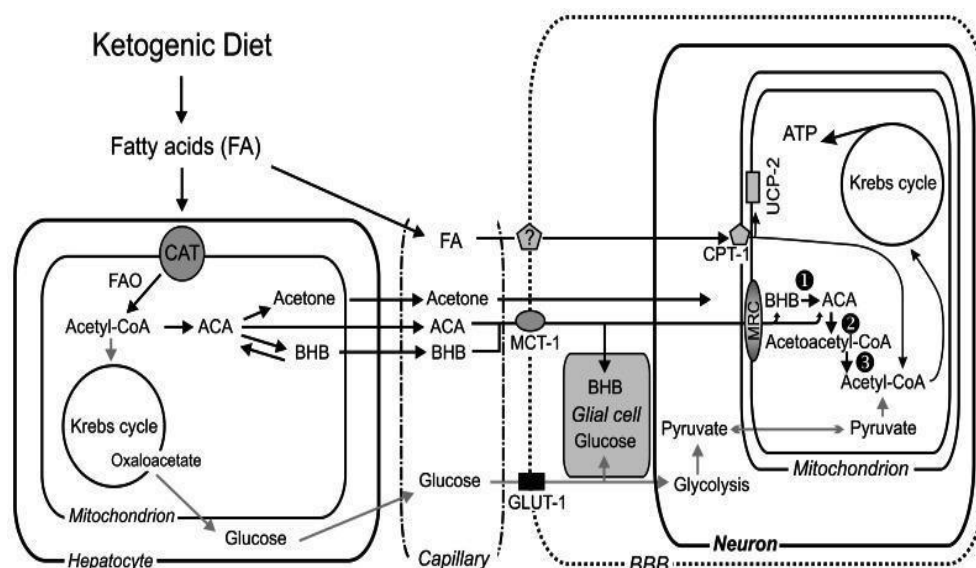 Ketogenic Diet
Fatty acids (FA)
CAT
FAO
Acetyl-CoA
ACA
Acetone
BHB
Krebs cycle
Oxaloacetate
Mitochondrion
Glucose
Hepatocyte
FA
Acetone
ACA
BHB
Glucose
Capillary
?
MCT-1
GLUT-1
BHB
Glial cell
Glucose
BBB
ATP
Krebs cycle
UCP-2
CPT-1
MRC
BHB
1
ACA
2
Acetoacetyl-CoA
3
Acetyl-CoA
Pyruvate
Pyruvate
Glycolysis
Mitochondrion
Neuron